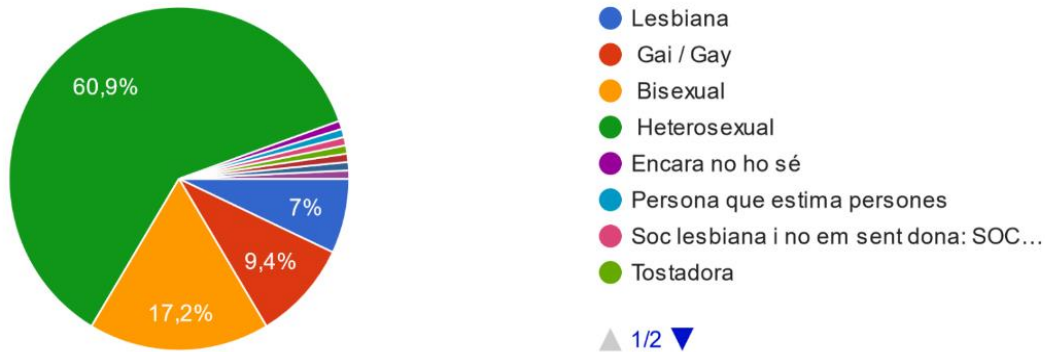 60,9%
7%
9,4%
17,2%
Lesbiana
Gai / Gay
Bisexual
Heterosexual
Encara no ho sé
Persona que estima persones
Soc lesbiana i no em sent dona: SOC…
Tostadora
1/2